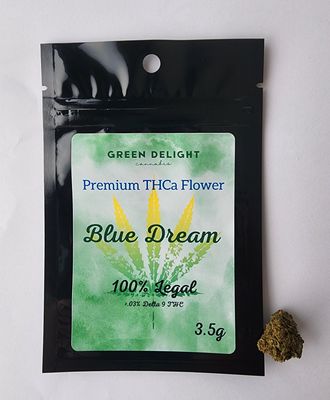 GREEN DELIGHT
cannabis
Premium THCa Flower
Blue Dream
100% Legal
<.03% Delta 9 THC
3.5g